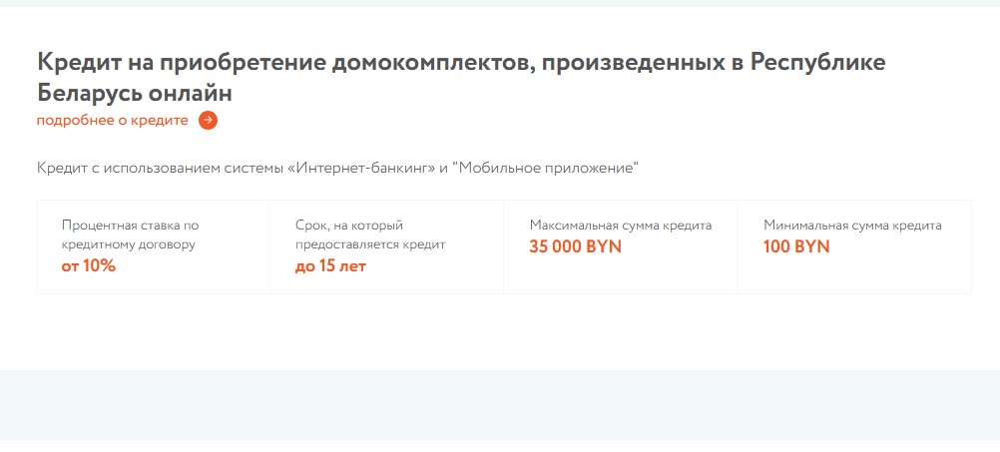 Кредит на приобретение домокомплектов, произведенных в Республике
Беларусь онлайн
подробнее о кредите
Кредит с использованием системы «Интернет-банкинг» и "Мобильное приложение"
Процентная ставка по
кредитному договору
от 10%
Срок, на который
предоставляется кредит
до 15 лет
Максимальная сумма кредита
35 000 BYN
Минимальная сумма кредита
100 BYN